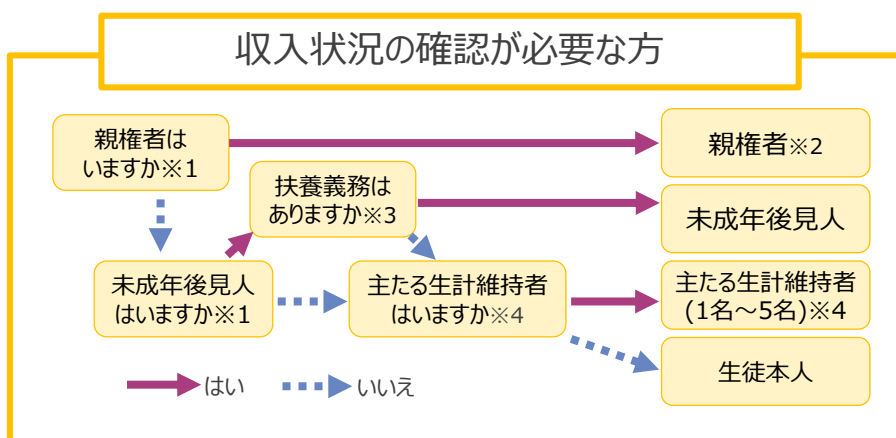 収入状況の確認が必要な方
親権者は
いますか※1
親権者※2
扶養義務は
ありますか※3
未成年後見人
未成年後見人
はいますか※1
主たる生計維持者
はいますか※4
主たる生計維持者
(1名～5名)※4
生徒本人
はい
いいえ